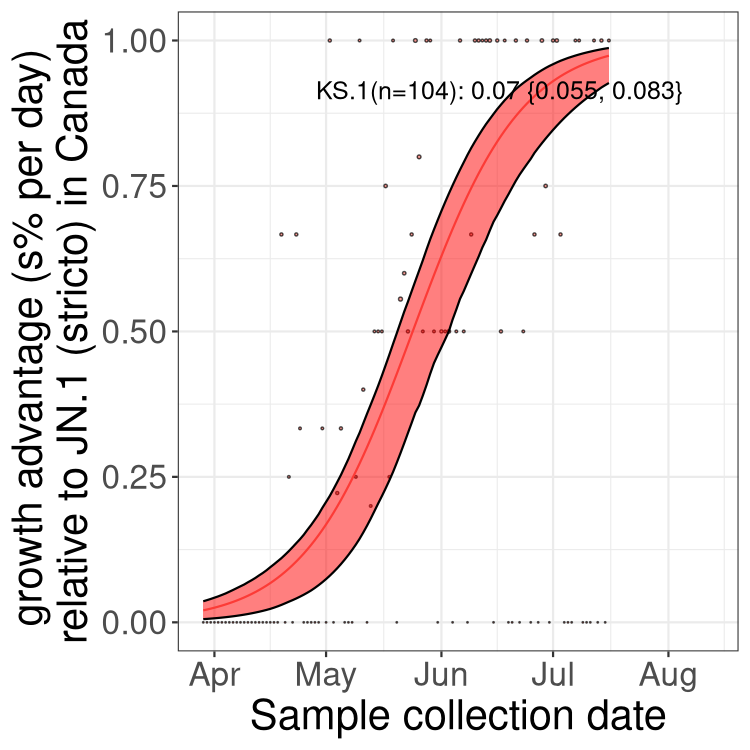 growth advantage (s% per day)
relative to JN.1 (stricto) in Canada
1.00
0.75
0.50
0.25
0.00
KS.1(n=104): 0.07 {0.055, 0.083}
Apr May Jun Jul Aug
Sample collection date